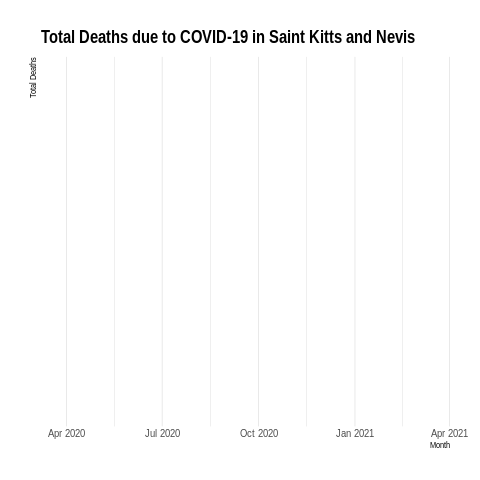 Total Deaths due to COVID-19 in Saint Kitts and Nevis
Total Deaths
Apr 2020 Jul 2020 Oct 2020 Jan 2021 Apr 2021
Month